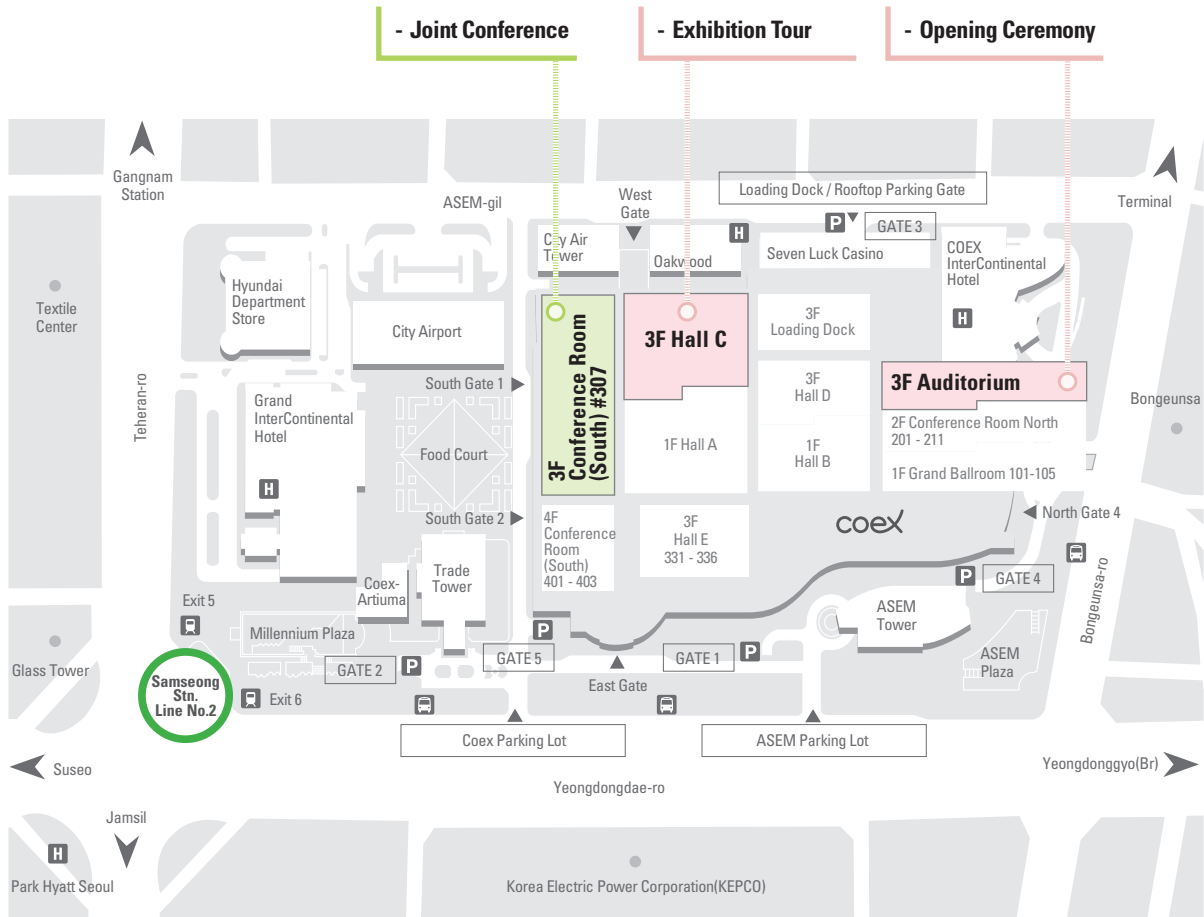 - Joint Conference
- Exhibition Tour
- Opening Ceremony
Gangnam
Station
ASEM-gil
West
Gate
Loading Dock / Rooftop Parking Gate
Terminal
P
GATE 3
H
City Air
Tower
Oakwood
Seven Luck Casino
COEX
InterContinental
Hotel
H
Textile
Center
Hyundai
Department
Store
City Airport
3F
Conference Room
(South) #307
3F Hall C
3F
Loading Dock
3F Auditorium
South Gate 1
Teheran-ro
Grand
InterContinental
Hotel
H
Food Court
1F Hall A
3F
Hall D
1F
Hall B
2F Conference Room North
201 - 211
1F Grand Ballroom 101-105
Bongeunsa
South Gate 2
4F
Conference
Room
(South)
401 - 403
3F
Hall E
331 - 336
coex
North Gate 4
Coex-
Artiuma
Trade
Tower
P
GATE 4
Bongeunsa-ro
Exit 5
Millennium Plaza
ASEM
Tower
ASEM
Plaza
Glass Tower
Samseong
Stn.
Line No.2
Exit 6
GATE 2
P
GATE 5
P
East Gate
GATE 1
P
Coex Parking Lot
ASEM Parking Lot
Suseo
Yeongdongdae-ro
Yeongdonggyo(Br)
Jamsil
H
Park Hyatt Seoul
Korea Electric Power Corporation(KEPCO)